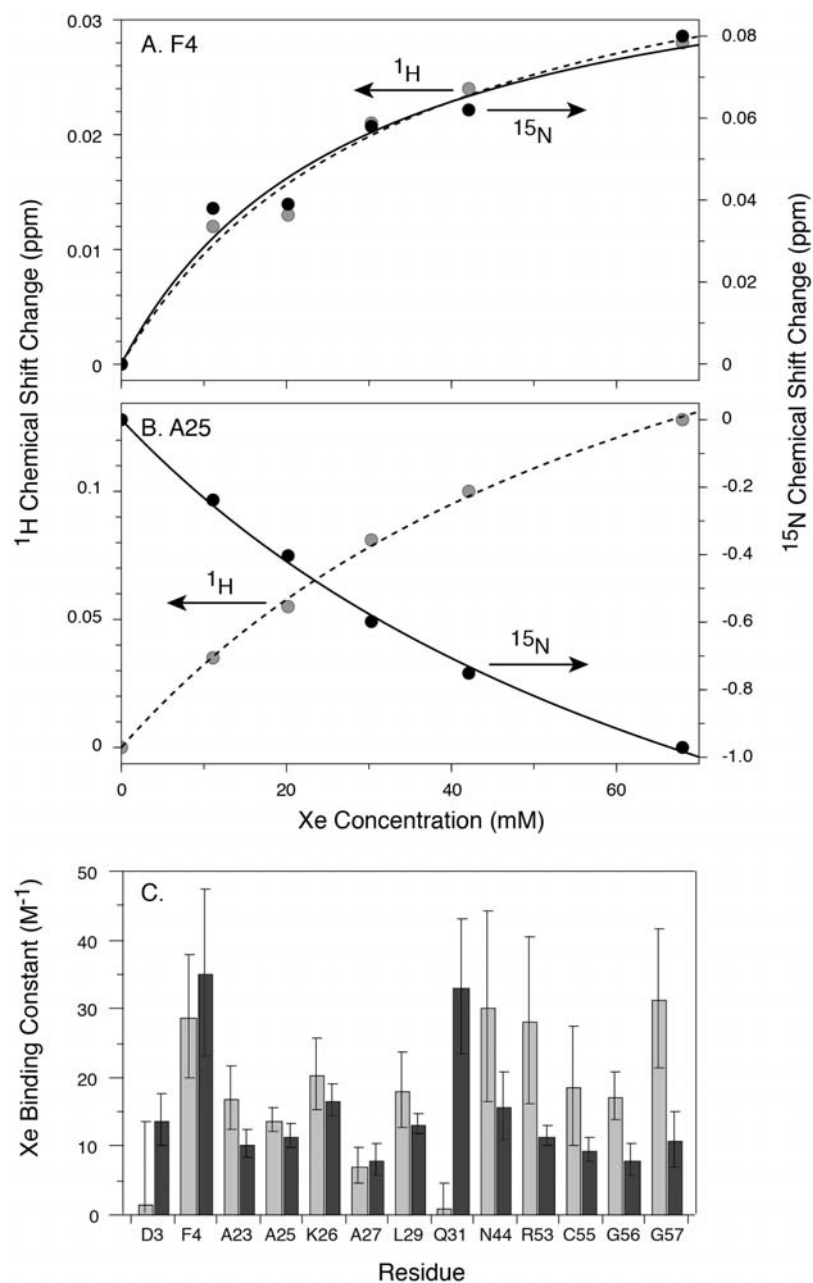 0.03
A. F4
0.08
¹H
0.02
0.06
¹⁵N
0.04
0.01
0.02
0
0
¹H Chemical Shift Change (ppm)
¹⁵N Chemical Shift Change (ppm)
B. A25
0
0.1
-0.2
-0.4
¹H
0.05
-0.6
¹⁵N
-0.8
0
-1.0
0 20 40 60
Xe Concentration (mM)
Xe Binding Constant (M⁻¹)
50
C.
40
30
20
10
0
D3 F4 A23 A25 K26 A27 L29 Q31 N44 R53 C55 G56 G57
Residue